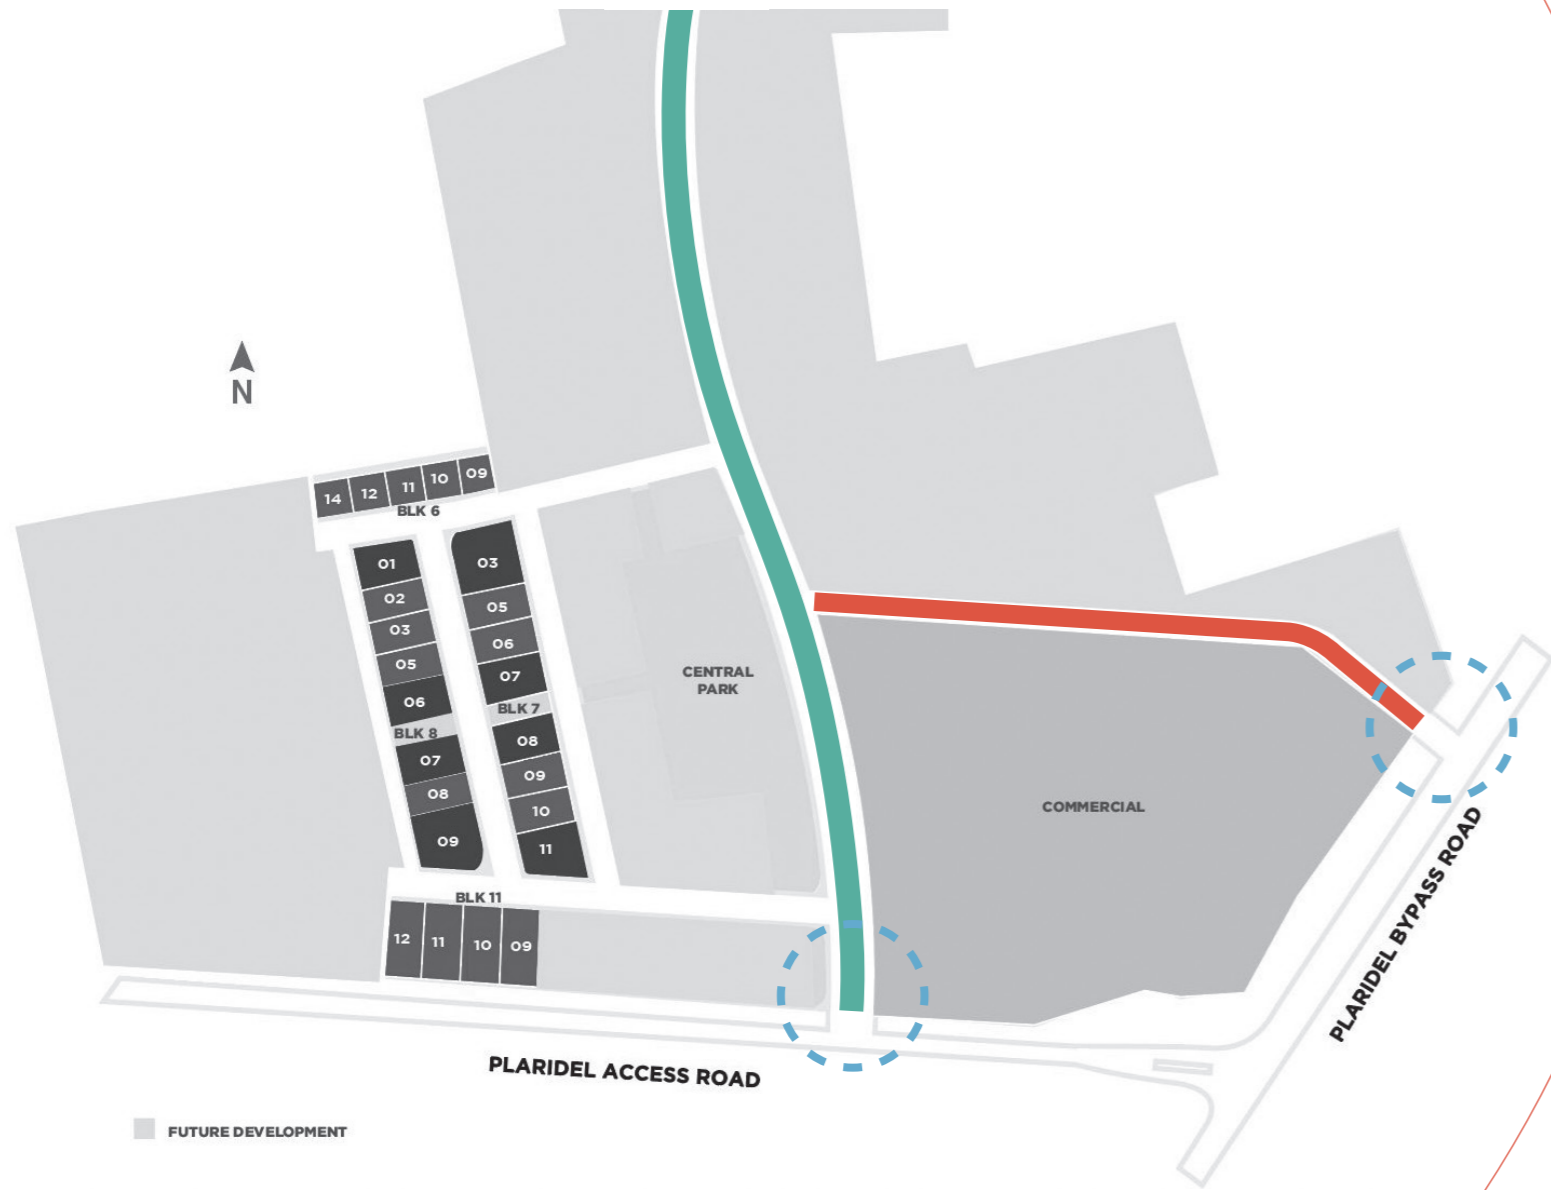 N
14
12
11
10
09
BLK 6
01
02
03
05
06
BLK 8
07
08
09
03
05
06
07
BLK 7
08
09
10
11
CENTRAL
PARK
COMMERCIAL
BLK 11
12
11
10
09
PLARIDEL BYPASS ROAD
PLARIDEL ACCESS ROAD
FUTURE DEVELOPMENT